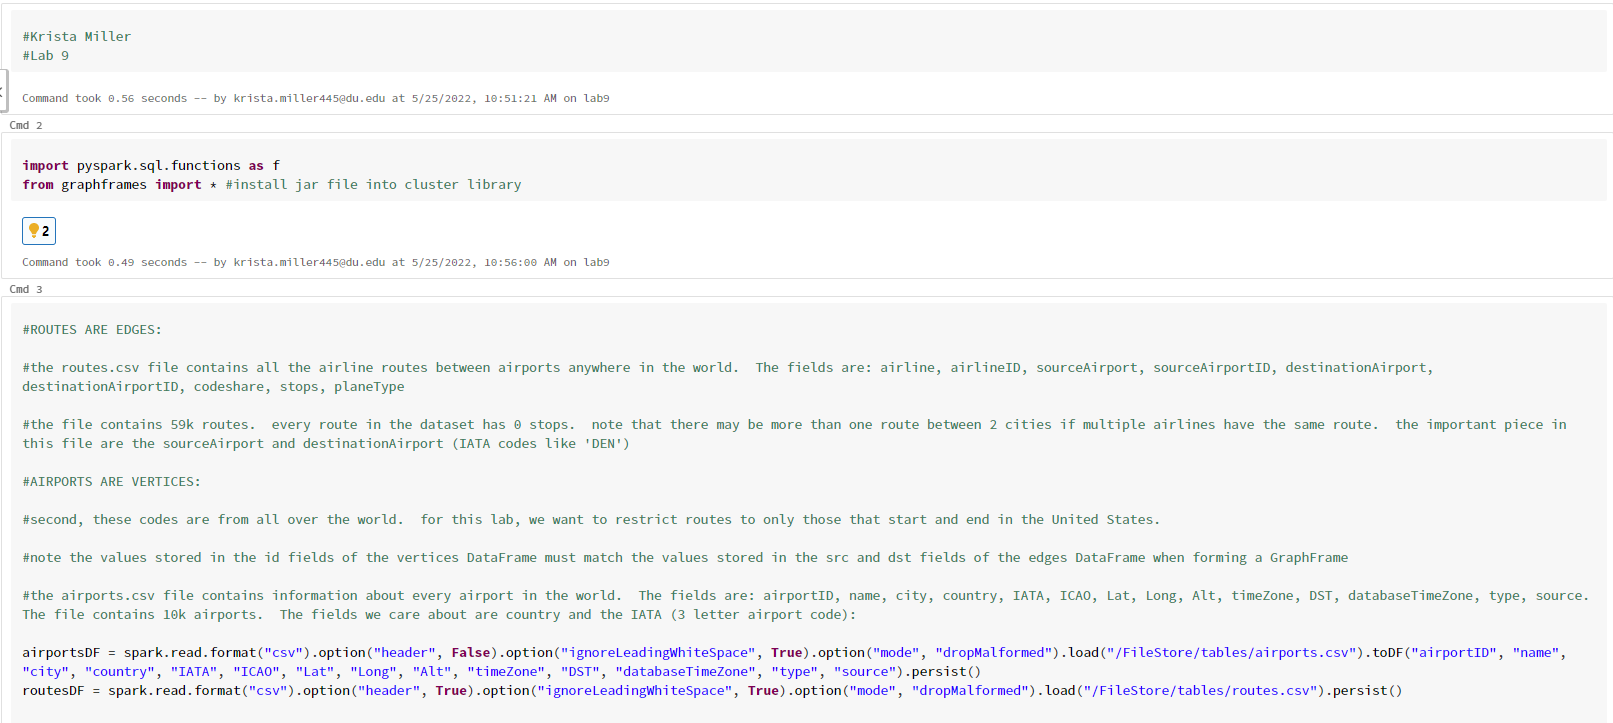 #Krista Miller
#Lab 9
Command took 0.56 seconds -- by krista.miller445@du.edu at 5/25/2022, 10:51:21 AM on lab9
Cmd 2
import pyspark.sql.functions as f
from graphframes import * #install jar file into cluster library
2
Command took 0.49 seconds -- by krista.miller445@du.edu at 5/25/2022, 10:56:00 AM on lab9
Cmd 3
#ROUTES ARE EDGES:
#the routes.csv file contains all the airline routes between airports anywhere in the world.  The fields are: airline, airlineID, sourceAirport, sourceAirportID, destinationAirport,
destinationAirportID, codeshare, stops, planeType
#the file contains 59k routes.  every route in the dataset has 0 stops.  note that there may be more than one route between 2 cities if multiple airlines have the same route.  the important piece in
this file are the sourceAirport and destinationAirport (IATA codes like 'DEN')
#AIRPORTS ARE VERTICES:
#second, these codes are from all over the world.  for this lab, we want to restrict routes to only those that start and end in the United States.
#note the values stored in the id fields of the vertices DataFrame must match the values stored in the src and dst fields of the edges DataFrame when forming a GraphFrame
#the airports.csv file contains information about every airport in the world.  The fields are: airportID, name, city, country, IATA, ICAO, Lat, Long, Alt, timeZone, DST, databaseTimeZone, type, source.
The file contains 10k airports.  The fields we care about are country and the IATA (3 letter airport code):
airportsDF = spark.read.format("csv").option("header", False).option("ignoreLeadingWhiteSpace", True).option("mode", "dropMalformed").load("/FileStore/tables/airports.csv").toDF("airportID", "name",
"city", "country", "IATA", "ICAO", "Lat", "Long", "Alt", "timeZone", "DST", "databaseTimeZone", "type", "source").persist()
routesDF = spark.read.format("csv").option("header", True).option("ignoreLeadingWhiteSpace", True).option("mode", "dropMalformed").load("/FileStore/tables/routes.csv").persist()